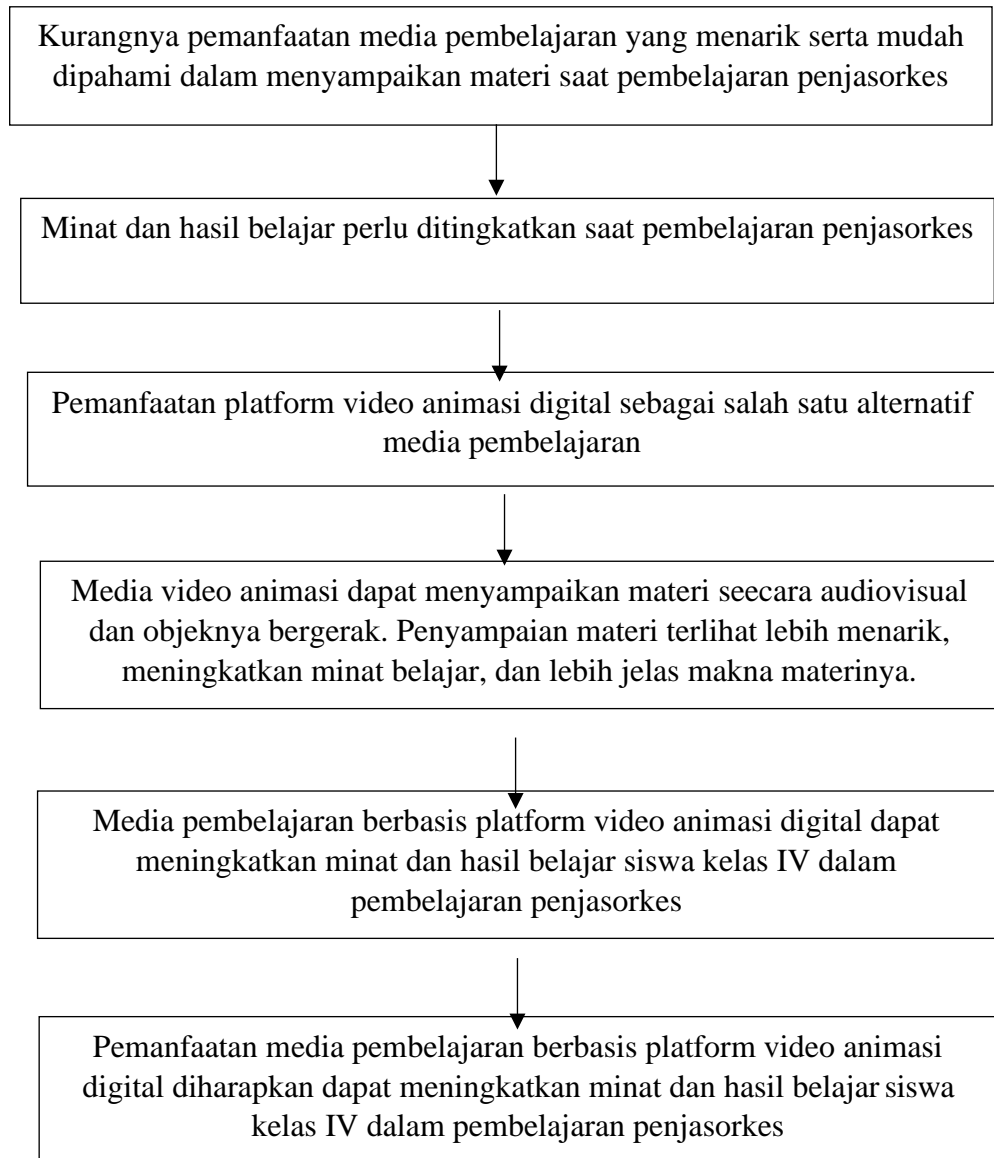 Kurangnya pemanfaatan media pembelajaran yang menarik serta mudah
dipahami dalam menyampaikan materi saat pembelajaran penjasorkes
Minat dan hasil belajar perlu ditingkatkan saat pembelajaran penjasorkes
Pemanfaatan platform video animasi digital sebagai salah satu alternatif
media pembelajaran
Media video animasi dapat menyampaikan materi seecara audiovisual
dan objeknya bergerak. Penyampaian materi terlihat lebih menarik,
meningkatkan minat belajar, dan lebih jelas makna materinya.
Media pembelajaran berbasis platform video animasi digital dapat
meningkatkan minat dan hasil belajar siswa kelas IV dalam
pembelajaran penjasorkes
Pemanfaatan media pembelajaran berbasis platform video animasi
digital diharapkan dapat meningkatkan minat dan hasil belajar siswa
kelas IV dalam pembelajaran penjasorkes